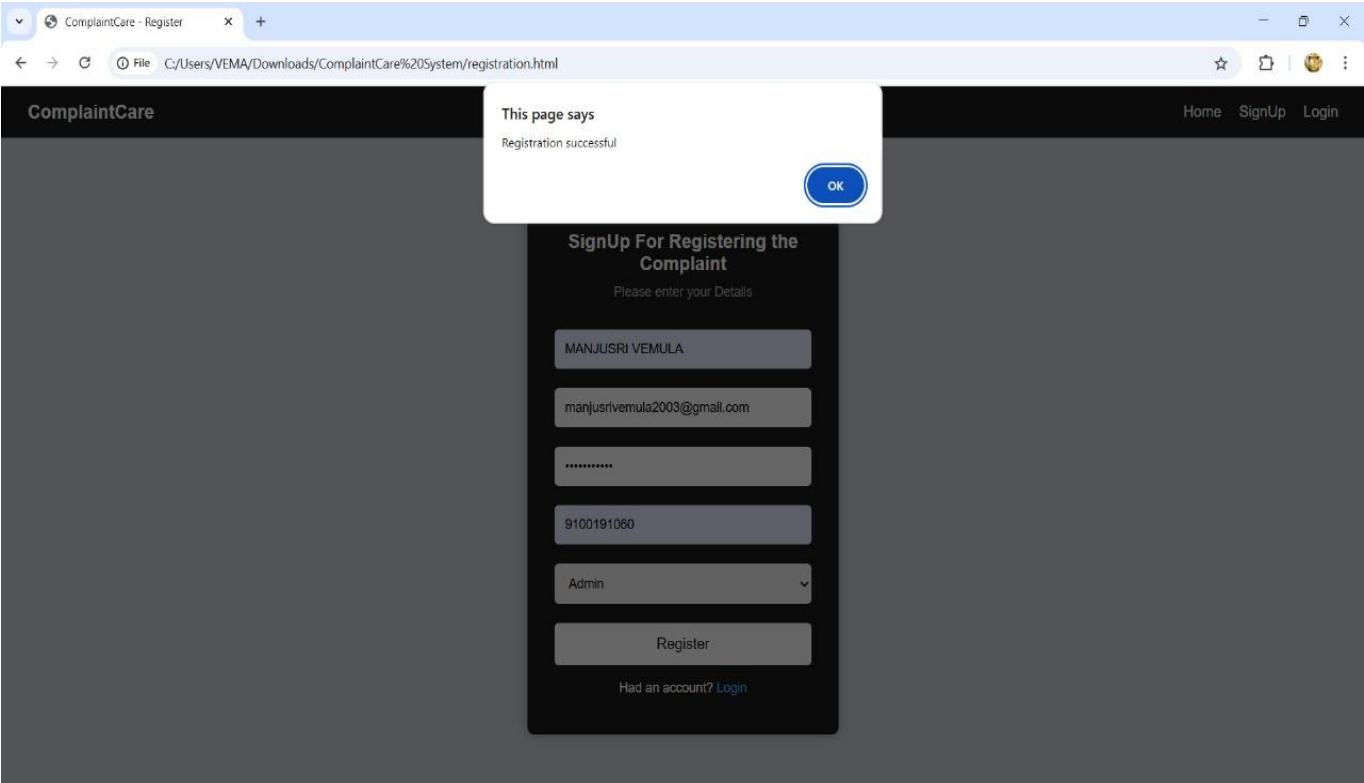 ComplaintCare - Register
File C:/Users/VEMA/Downloads/ComplaintCare%20System/registration.html
ComplaintCare
Home SignUp Login
This page says
Registration successful
OK
SignUp For Registering the
Complaint
Please enter your Details
MANJUSRI VEMULA
manjusrivemula2003@gmail.com
•••••••••••
9100191060
Admin
Register
Had an account? Login